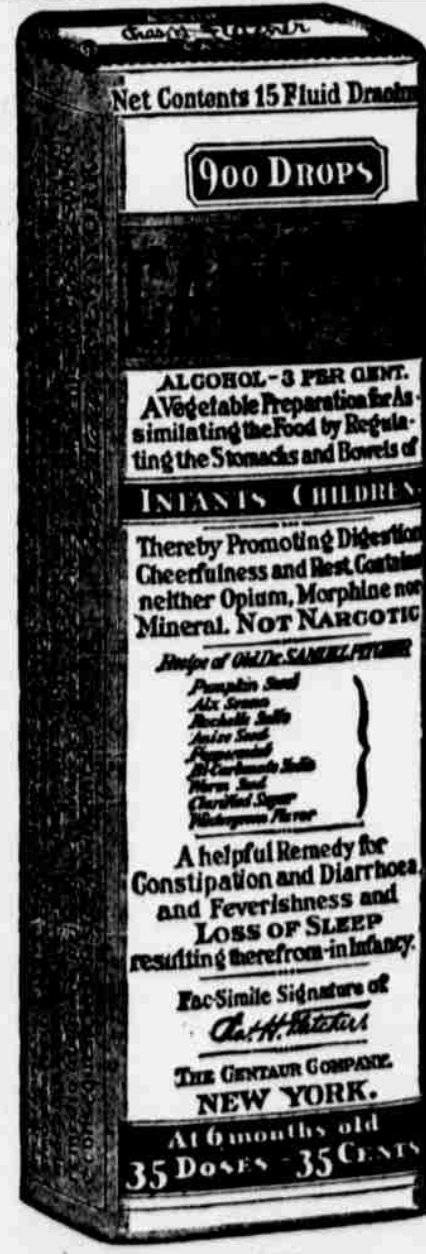 Net Contents 15 Fluid Drachm
900 DROPS
ALCOHOL-3 PER CENT.
A Vegetable Preparation for As-
similating the Food by Regula-
ting the Stomachs and Bowels of
INFANTS CHILDREN
Thereby Promoting Digestion
Cheerfulness and Rest. Contains
neither Opium, Morphine nor
Mineral. NOT NARCOTIC
Recipe of Old Dr. SAMUEL PITCHER
Pumpkin Seed
Alx Senna
Rochelle Salts
Anise Seed
Peppermint
Bi-Carbonate Soda
Worm Seed
Clarified Sugar
Wintergreen Flavor
A helpful Remedy for
Constipation and Diarrhoea,
and Feverishness and
LOSS OF SLEEP
resulting therefrom-in Infancy.
Fac-Simile Signature of
Chas. H. Fletcher
THE CENTAUR COMPANY.
NEW YORK.
At 6 months old
35 DOSES - 35 CENTS